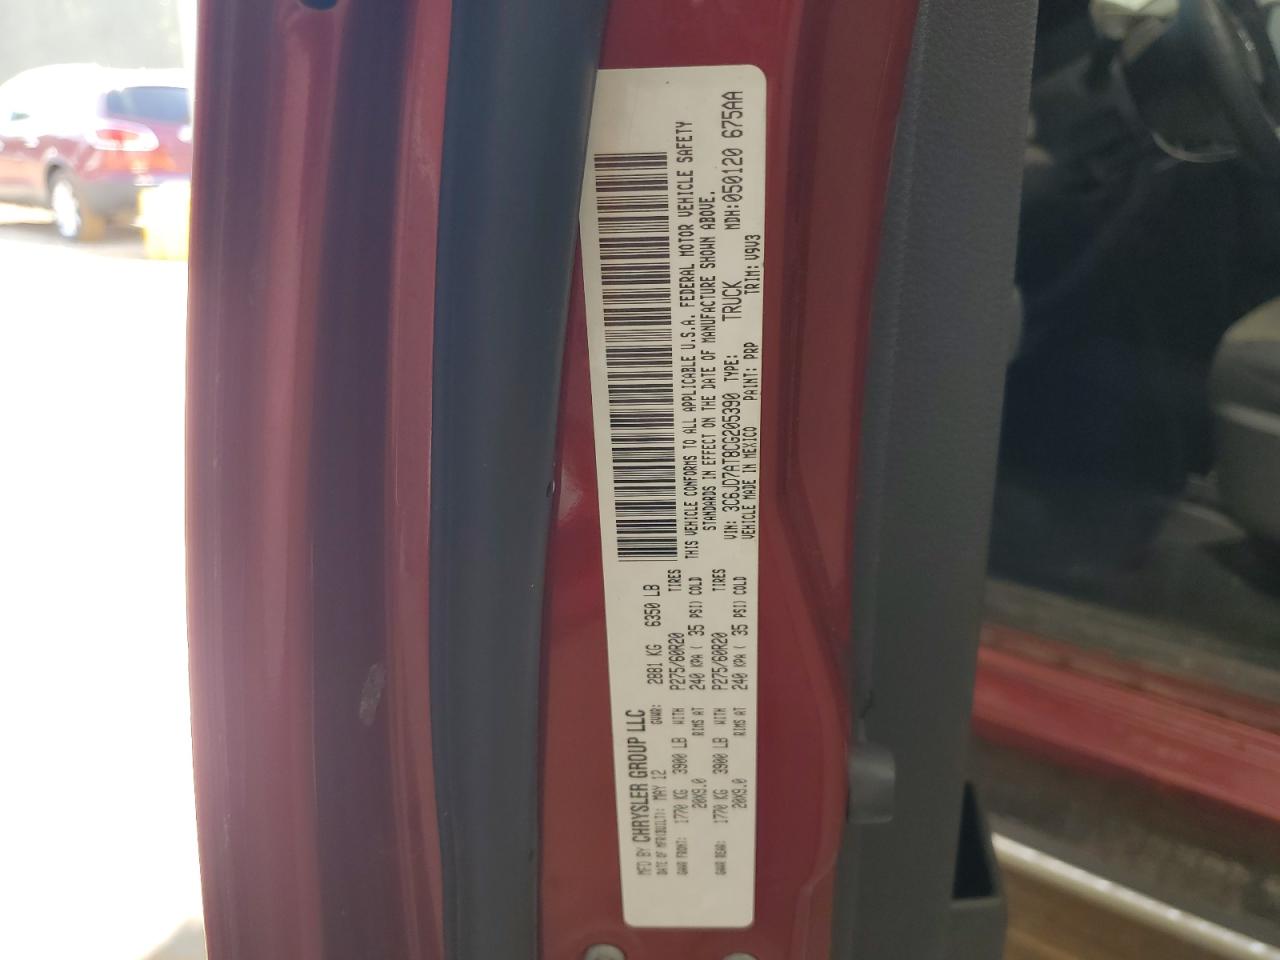 MFD BY CHRYSLER GROUP LLC
DATE OF MFR(BUILT): MAY 12 GVWR: 2881 KG 6350 LB
GAWR FRONT: 1770 KG 3900 LB WITH P275/60R20 TIRES
20X9.0 RIMS AT 240 KPA ( 35 PSI) COLD
GAWR REAR: 1770 KG 3900 LB WITH P275/60R20 TIRES
20X9.0 RIMS AT 240 KPA ( 35 PSI) COLD
THIS VEHICLE CONFORMS TO ALL APPLICABLE U.S.A. FEDERAL MOTOR VEHICLE SAFETY
STANDARDS IN EFFECT ON THE DATE OF MANUFACTURE SHOWN ABOVE.
VIN: 3C6JD7AT8CG205390 TYPE: TRUCK MDH:050120 675AA
VEHICLE MADE IN MEXICO PAINT: PRP TRIM: V9V3